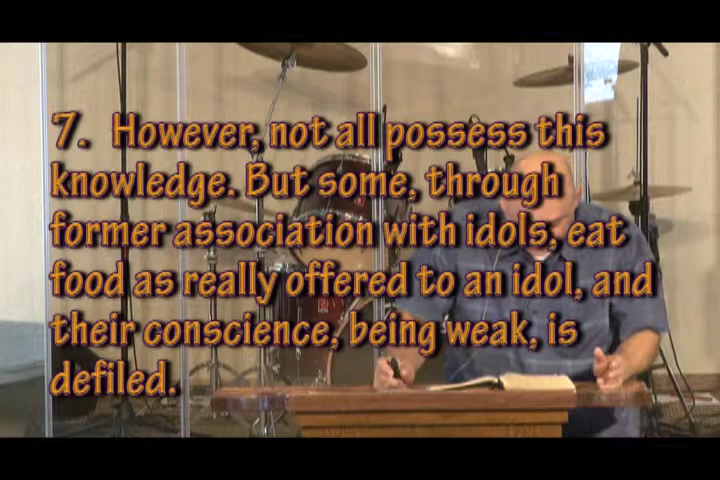 7. However, not all possess this
knowledge. But some, through
former association with idols, eat
food as really offered to an idol, and
their conscience, being weak, is
defiled.